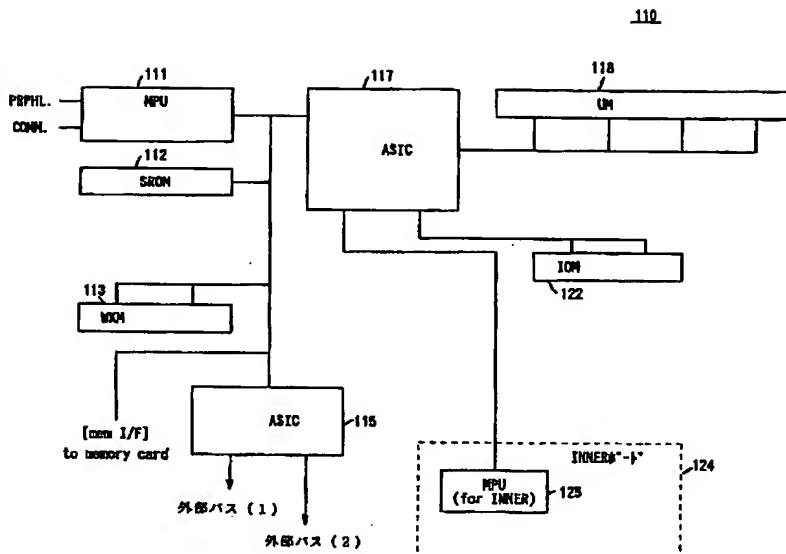 110
111
MPU
PRPHL.
COMM.
117
ASIC
118
UM
112
SROM
113
WKM
IOM
122
[mem I/F]
to memory card
ASIC
115
外部バス (1)
外部バス (2)
INNERボード
124
MPU
(for INNER)
125